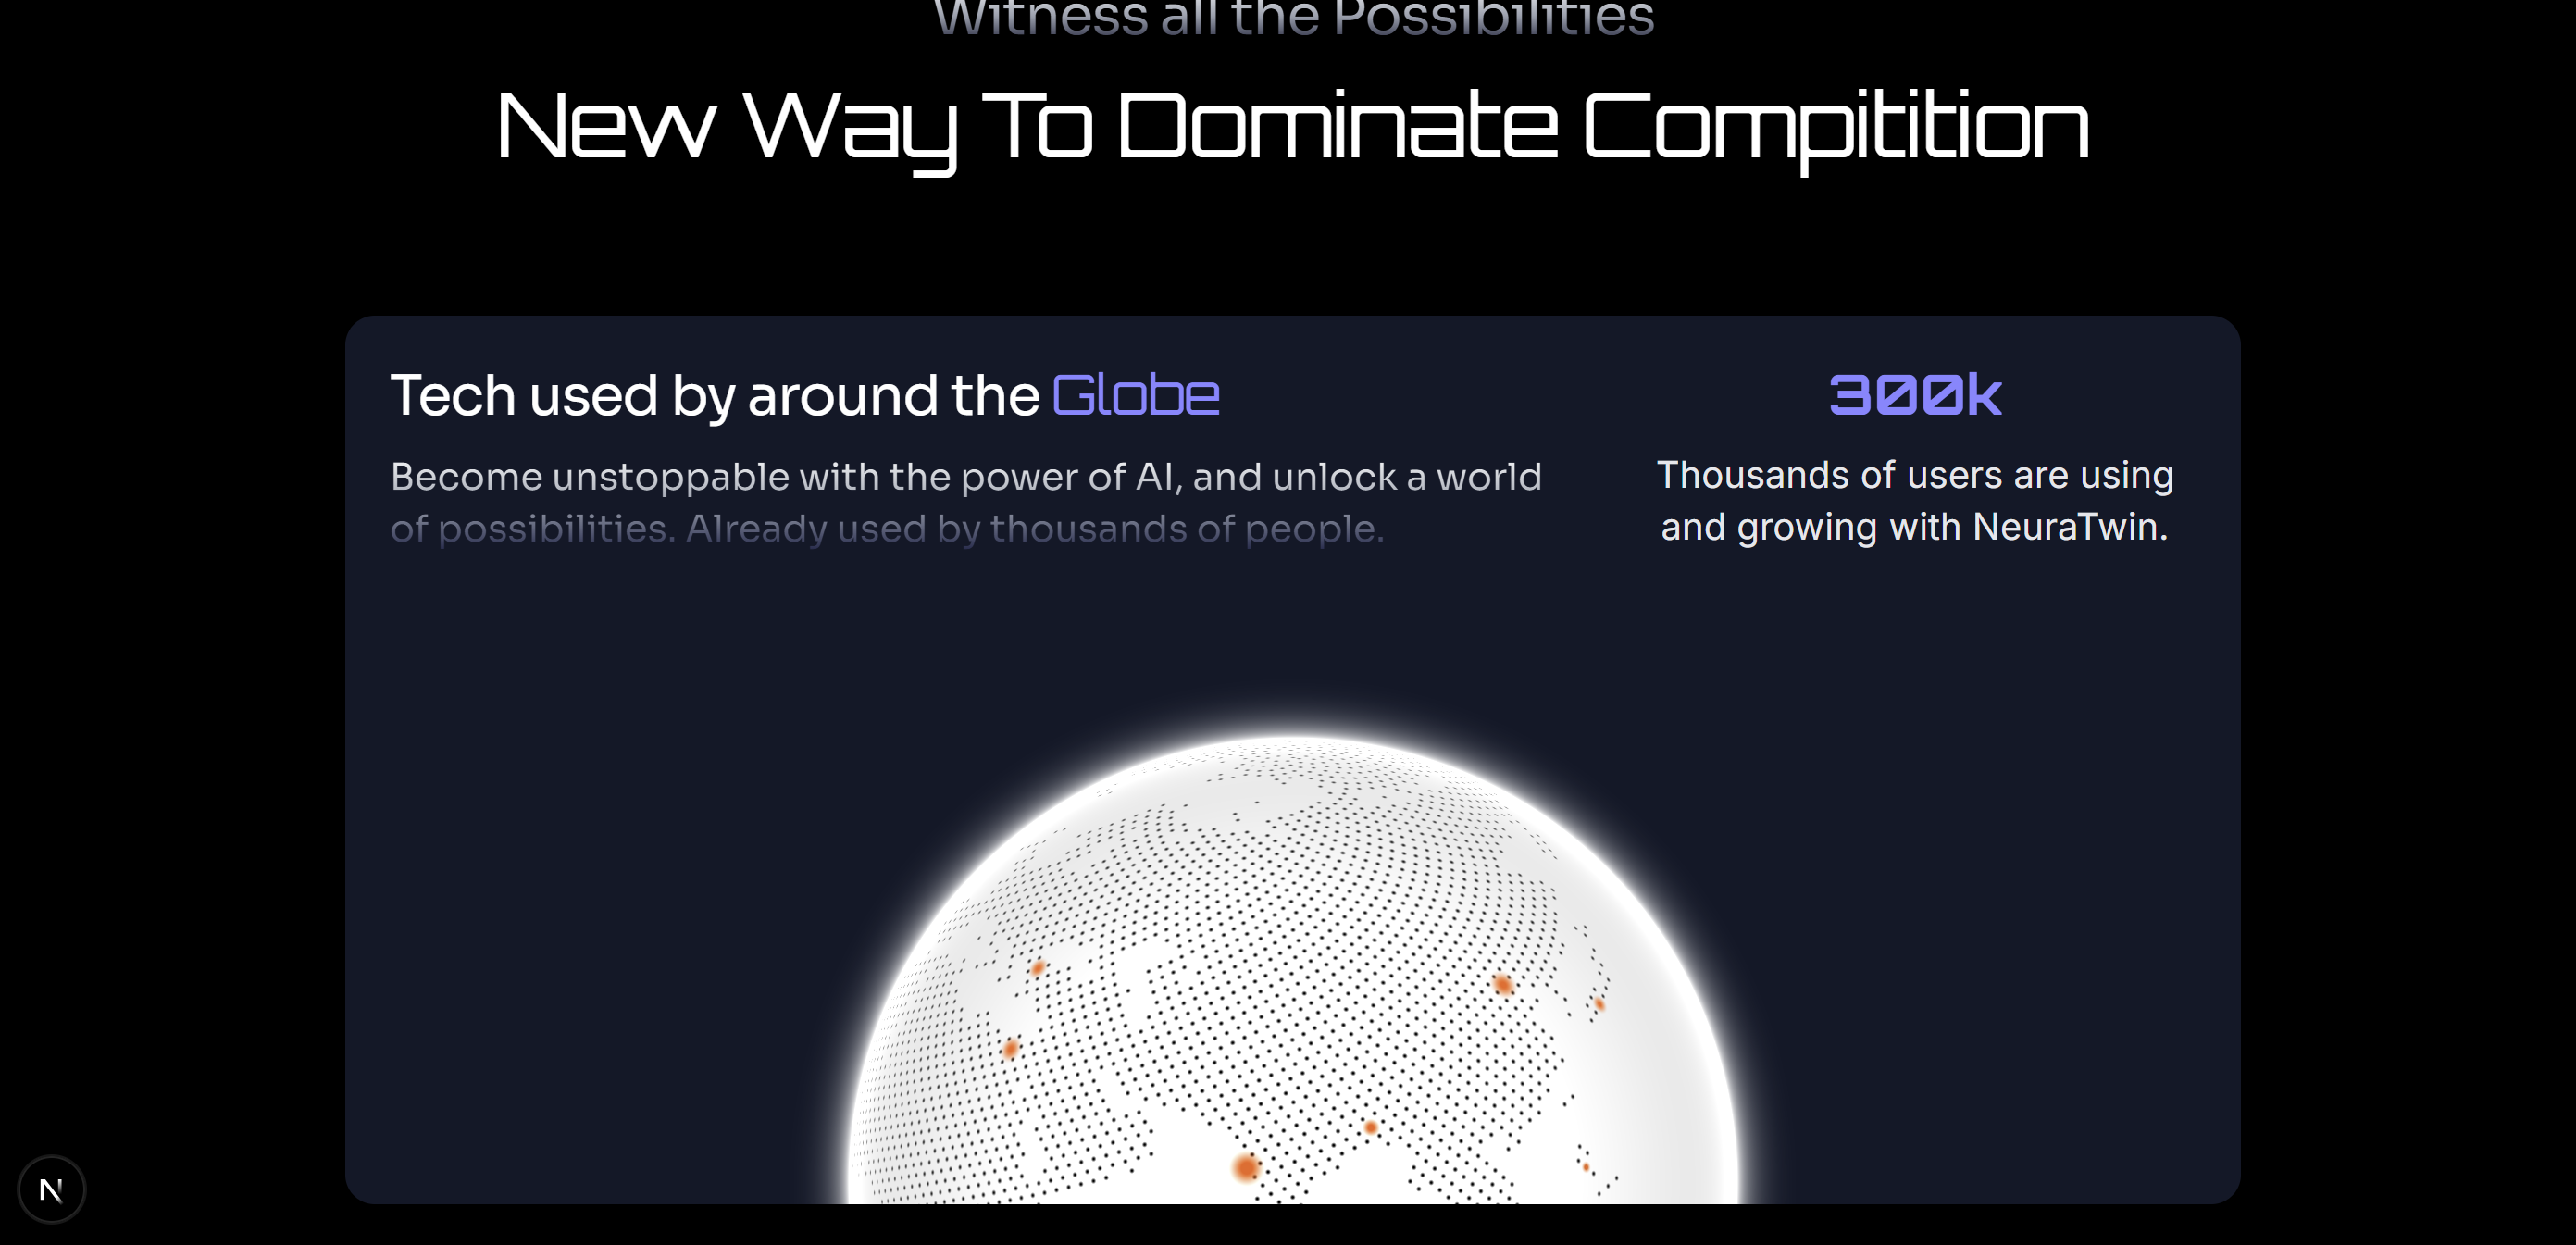 Witness all the Possibilities
New Way To Dominate Compitition
Tech used by around the Globe
Become unstoppable with the power of AI, and unlock a world
of possibilities. Already used by thousands of people.
300k
Thousands of users are using
and growing with NeuraTwin.
N